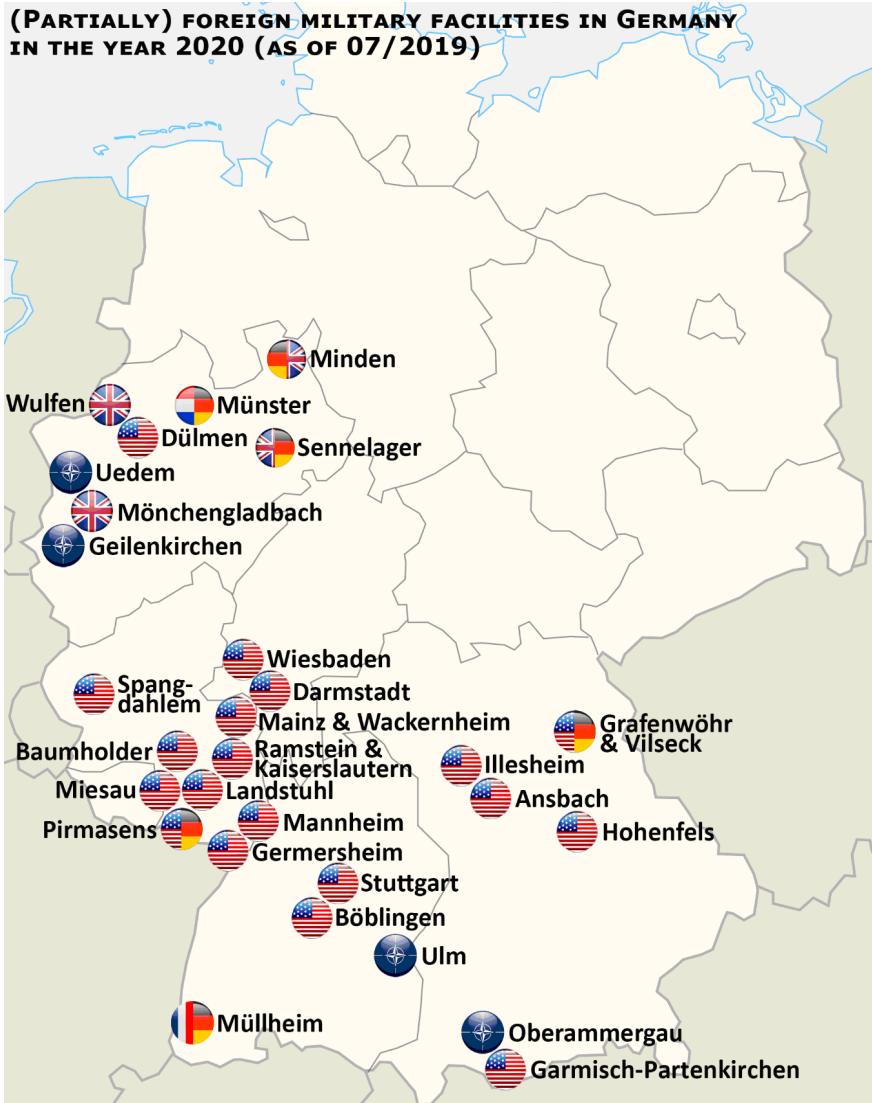 (Partially) foreign military facilities in Germany
in the year 2020 (as of 07/2019)
Minden
Wulfen
Münster
Dülmen
Sennelager
Uedem
Mönchengladbach
Geilenkirchen
Wiesbaden
Spang-
dahlem
Darmstadt
Mainz & Wackernheim
Grafenwöhr
& Vilseck
Baumholder
Ramstein &
Kaiserslautern
Illesheim
Miesau
Landstuhl
Ansbach
Pirmasens
Mannheim
Hohenfels
Germersheim
Stuttgart
Böblingen
Ulm
Müllheim
Oberammergau
Garmisch-Partenkirchen